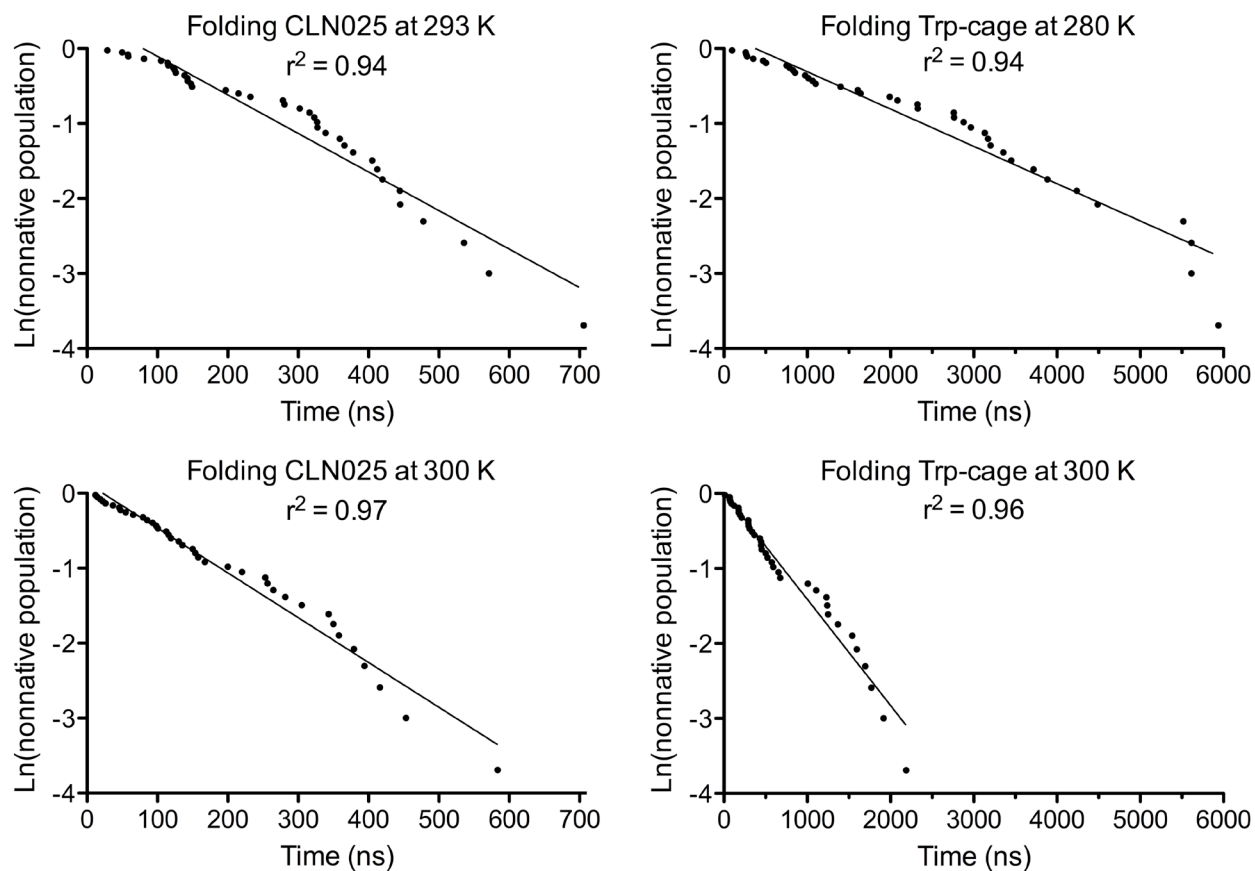 Folding CLN025 at 293 K
r² = 0.94
Ln(nonnative population)
0
-1
-2
-3
-4
0 100 200 300 400 500 600 700
Time (ns)
Folding Trp-cage at 280 K
r² = 0.94
Ln(nonnative population)
0
-1
-2
-3
-4
0 1000 2000 3000 4000 5000 6000
Time (ns)
Folding CLN025 at 300 K
r² = 0.97
Ln(nonnative population)
0
-1
-2
-3
-4
0 100 200 300 400 500 600 700
Time (ns)
Folding Trp-cage at 300 K
r² = 0.96
Ln(nonnative population)
0
-1
-2
-3
-4
0 1000 2000 3000 4000 5000 6000
Time (ns)